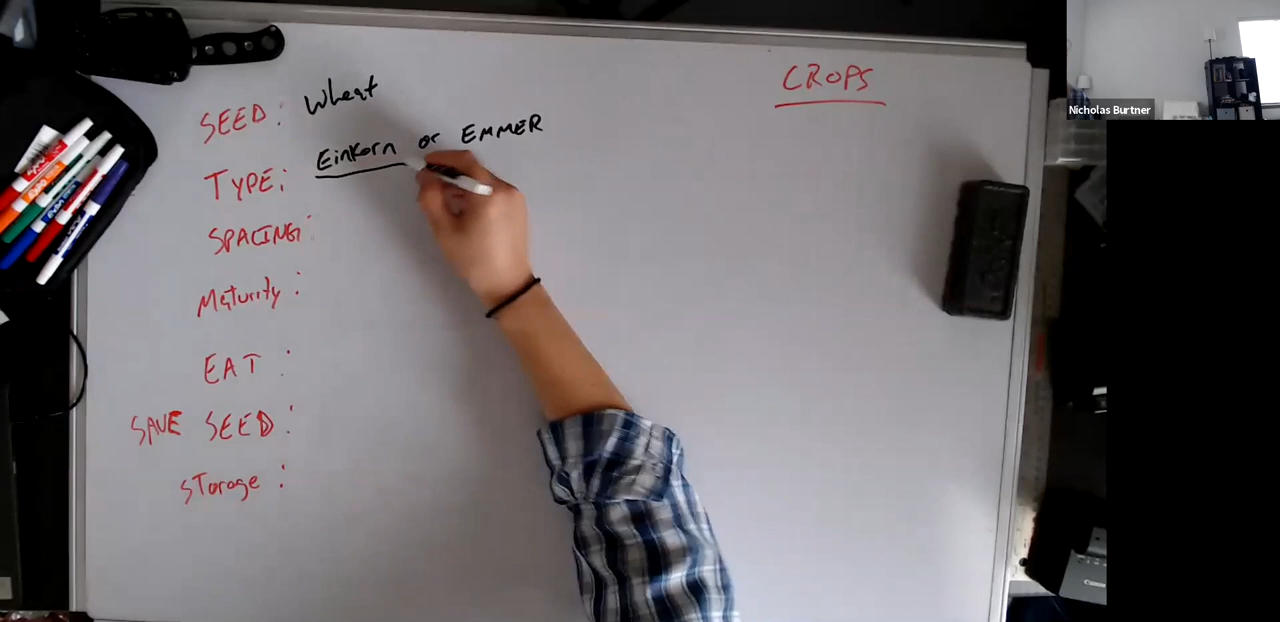 CROPS
SEED: Wheat
TYPE: Einkorn or EMMER
SPACING:
Maturity:
EAT:
SAVE SEED:
Storage:
Nicholas Burtner